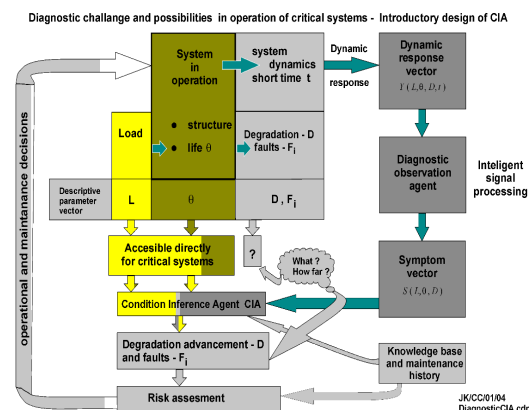 Diagnostic challange and possibilities in operation of critical systems - Introductory design of CIA
System
in
operation
system
dynamics
short time t
Dynamic
response
Dynamic
response
vector
Y ( L, θ, D, t )
Load
• structure
• life θ
Degradation - D
faults - Fi
Diagnostic
observation
agent
Inteligent
signal
processing
Descriptive
parameter
vector
L
θ
D , Fi
operational and maintanance decisions
Accesible directly
for critical systems
?
What ?
How far ?
Symptom
vector
S ( L, θ, D )
Condition Inference Agent CIA
Degradation advancement - D
and faults - Fi
Knowledge base
and maintenance
history
Risk assesment
JK/CC/01/04
DiagnosticCIA.cdr